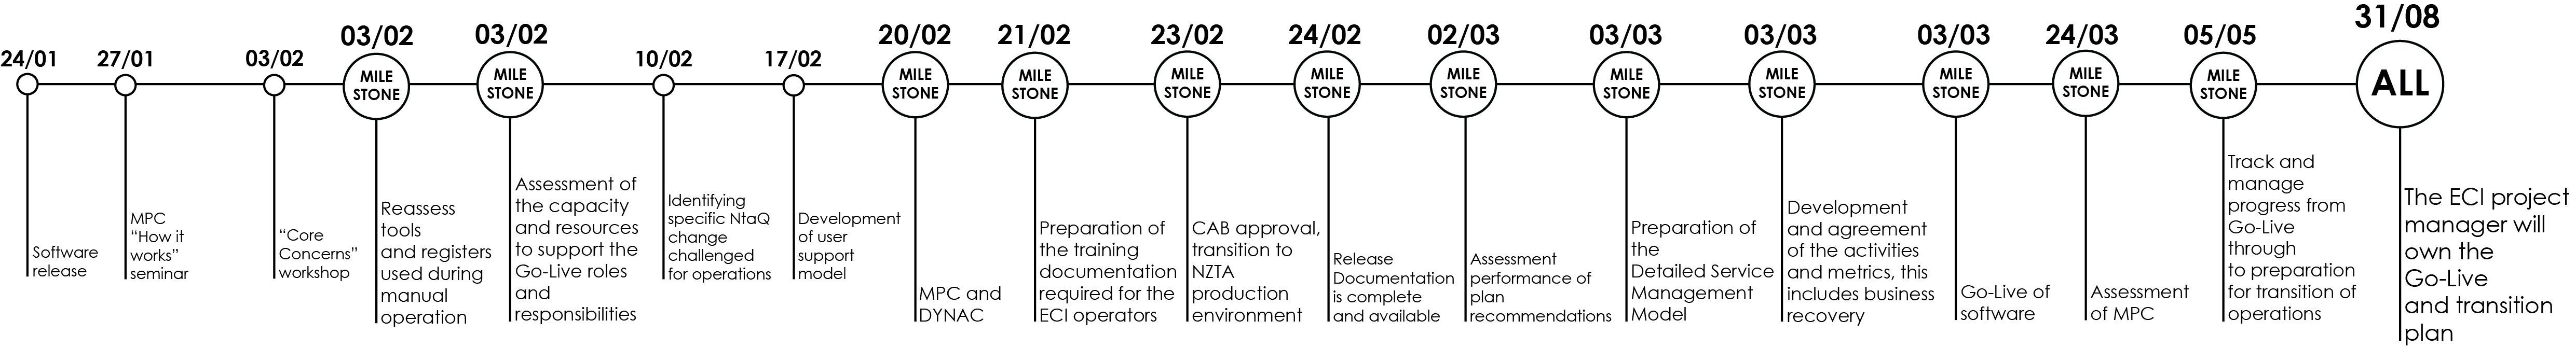 24/01
Software
release
27/01
MPC
“How it
works”
seminar
03/02
“Core
Concerns”
workshop
03/02
MILE
STONE
Reassess
tools
and registers
used during
manual
operation
03/02
MILE
STONE
Assessment of
the capacity
and resources
to support the
Go-Live roles
and
responsibilities
10/02
Identifying
specific NtaQ
change
challenged
for operations
17/02
Development
of user
support
model
20/02
MILE
STONE
MPC and
DYNAC
21/02
MILE
STONE
Preparation of
the training
documentation
required for the
ECI operators
23/02
MILE
STONE
CAB approval,
transition to
NZTA
production
environment
24/02
MILE
STONE
Release
Documentation
is complete
and available
02/03
MILE
STONE
Assessment
performance of
plan
recommendations
03/03
MILE
STONE
Preparation of
the
Detailed Service
Management
Model
03/03
MILE
STONE
Development
and agreement
of the activities
and metrics, this
includes business
recovery
03/03
MILE
STONE
Go-Live of
software
24/03
MILE
STONE
Assessment
of MPC
05/05
MILE
STONE
Track and
manage
progress from
Go-Live
through
to preparation
for transition of
operations
31/08
ALL
The ECI project
manager will
own the
Go-Live
and transition
plan